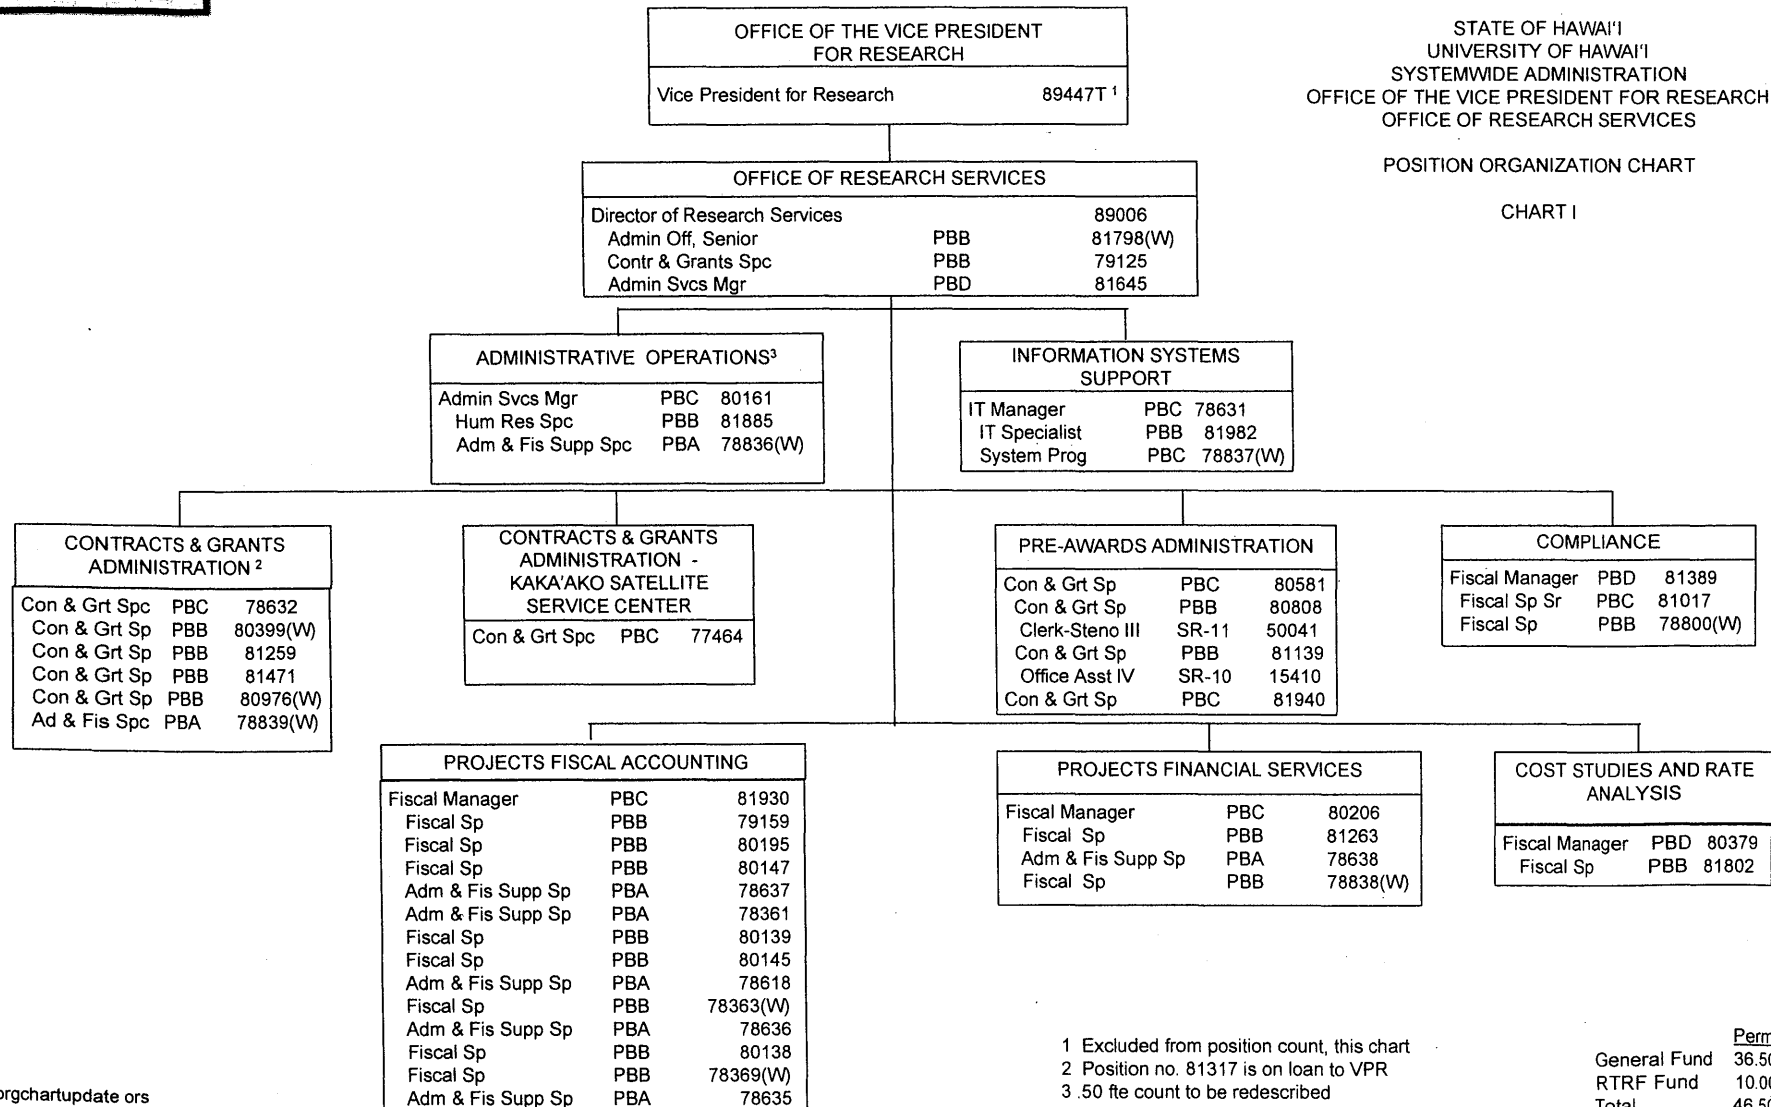 OFFICE OF THE VICE PRESIDENT
FOR RESEARCH
Vice President for Research 89447T 1
STATE OF HAWAI'I
UNIVERSITY OF HAWAI'I
SYSTEMWIDE ADMINISTRATION
OFFICE OF THE VICE PRESIDENT FOR RESEARCH
OFFICE OF RESEARCH SERVICES
POSITION ORGANIZATION CHART
CHART I
OFFICE OF RESEARCH SERVICES
Director of Research Services 89006
Admin Off, Senior PBB 81798(W)
Contr & Grants Spc PBB 79125
Admin Svcs Mgr PBD 81645
ADMINISTRATIVE OPERATIONS3
Admin Svcs Mgr PBC 80161
Hum Res Spc PBB 81885
Adm & Fis Supp Spc PBA 78836(W)
INFORMATION SYSTEMS
SUPPORT
IT Manager PBC 78631
IT Specialist PBB 81982
System Prog PBC 78837(W)
CONTRACTS & GRANTS
ADMINISTRATION 2
Con & Grt Spc PBC 78632
Con & Grt Sp PBB 80399(W)
Con & Grt Sp PBB 81259
Con & Grt Sp PBB 81471
Con & Grt Sp PBB 80976(W)
Ad & Fis Spc PBA 78839(W)
CONTRACTS & GRANTS
ADMINISTRATION -
KAKA'AKO SATELLITE
SERVICE CENTER
Con & Grt Spc PBC 77464
PRE-AWARDS ADMINISTRATION
Con & Grt Sp PBC 80581
Con & Grt Sp PBB 80808
Clerk-Steno III SR-11 50041
Con & Grt Sp PBB 81139
Office Asst IV SR-10 15410
Con & Grt Sp PBC 81940
COMPLIANCE
Fiscal Manager PBD 81389
Fiscal Sp Sr PBC 81017
Fiscal Sp PBB 78800(W)
PROJECTS FISCAL ACCOUNTING
Fiscal Manager PBC 81930
Fiscal Sp PBB 79159
Fiscal Sp PBB 80195
Fiscal Sp PBB 80147
Adm & Fis Supp Sp PBA 78637
Adm & Fis Supp Sp PBA 78361
Fiscal Sp PBB 80139
Fiscal Sp PBB 80145
Adm & Fis Supp Sp PBA 78618
Fiscal Sp PBB 78363(W)
Adm & Fis Supp Sp PBA 78636
Fiscal Sp PBB 80138
Fiscal Sp PBB 78369(W)
Adm & Fis Supp Sp PBA 78635
PROJECTS FINANCIAL SERVICES
Fiscal Manager PBC 80206
Fiscal Sp PBB 81263
Adm & Fis Supp Sp PBA 78638
Fiscal Sp PBB 78838(W)
COST STUDIES AND RATE
ANALYSIS
Fiscal Manager PBD 80379
Fiscal Sp PBB 81802
1 Excluded from position count, this chart
2 Position no. 81317 is on loan to VPR
3 .50 fte count to be redescribed
Perm
General Fund 36.50
RTRF Fund 10.00
Total 46.50
orgchartupdate ors